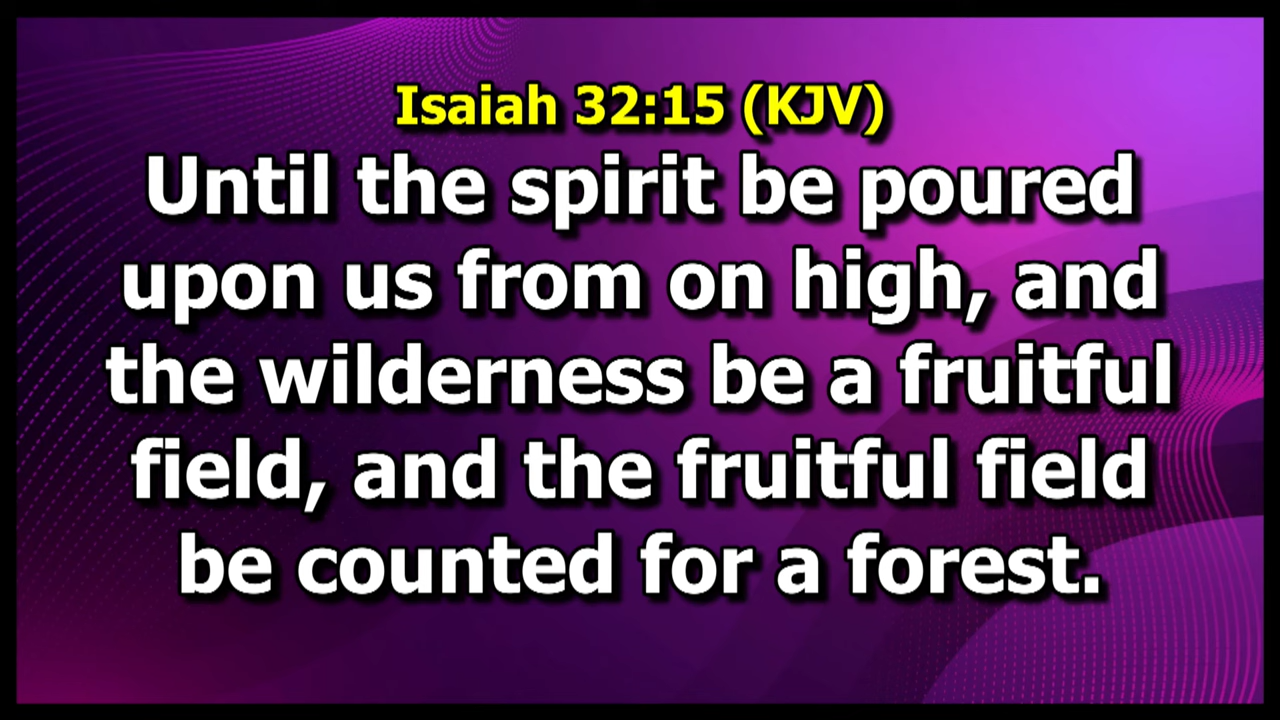 Isaiah 32:15 (KJV)
Until the spirit be poured
upon us from on high, and
the wilderness be a fruitful
field, and the fruitful field
be counted for a forest.